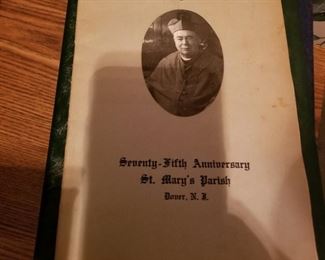 Seventy-Fifth Anniversary
St. Mary's Parish
Dover, N. J.